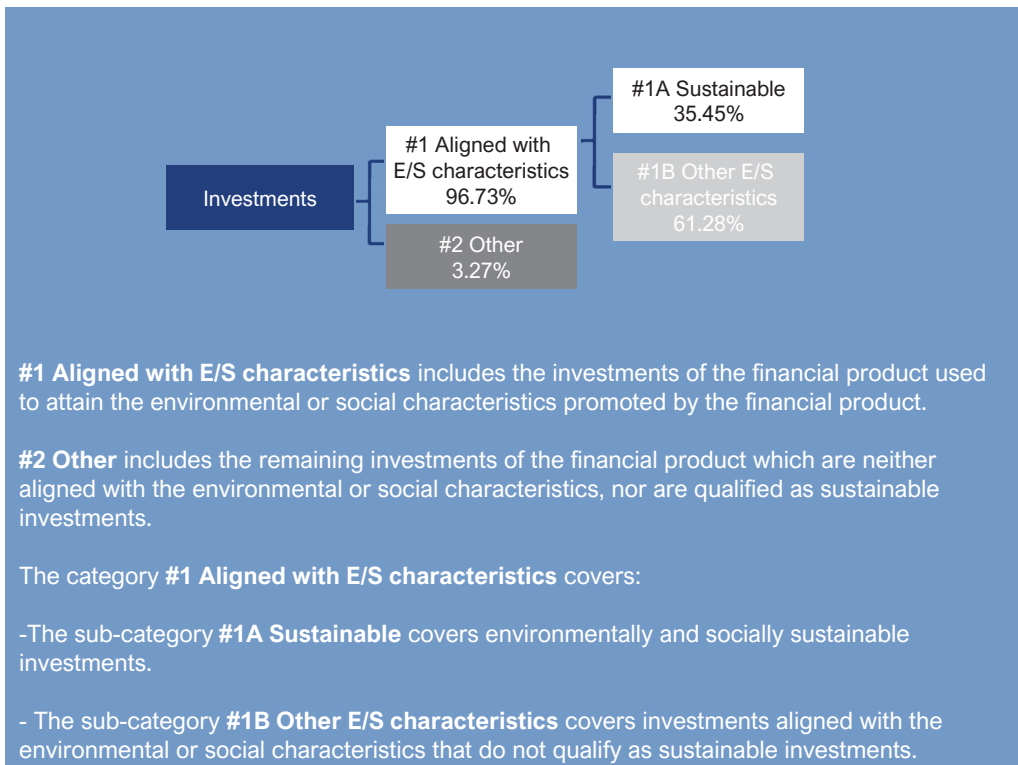 #1A Sustainable
35.45%
#1 Aligned with
E/S characteristics
96.73%
#1B Other E/S
characteristics
61.28%
Investments
#2 Other
3.27%
#1 Aligned with E/S characteristics includes the investments of the financial product used
to attain the environmental or social characteristics promoted by the financial product.
#2 Other includes the remaining investments of the financial product which are neither
aligned with the environmental or social characteristics, nor are qualified as sustainable
investments.
The category #1 Aligned with E/S characteristics covers:
-The sub-category #1A Sustainable covers environmentally and socially sustainable
investments.
- The sub-category #1B Other E/S characteristics covers investments aligned with the
environmental or social characteristics that do not qualify as sustainable investments.